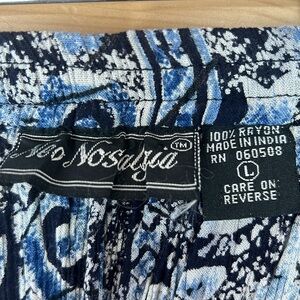 Neo Nostalgia™
100% RAYON
MADE IN INDIA
RN 060508
L
CARE ON
REVERSE